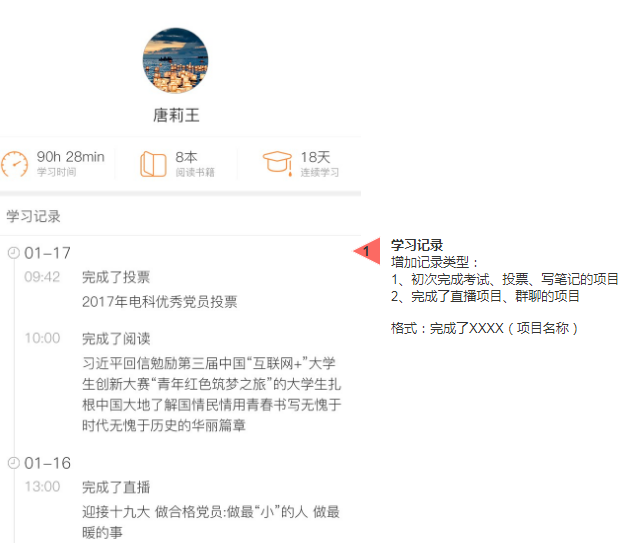 唐莉王
90h 28min
学习时间
8本
阅读书籍
18天
连续学习
学习记录
01-17
09:42 完成了投票
2017年电科优秀党员投票
10:00 完成了阅读
习近平回信勉励第三届中国“互联网+”大学
生创新大赛“青年红色筑梦之旅”的大学生扎
根中国大地了解国情民情用青春书写无愧于
时代无愧于历史的华丽篇章
01-16
13:00 完成了直播
迎接十九大 做合格党员:做最“小”的人 做最
暖的事
1
学习记录
增加记录类型：
1、初次完成考试、投票、写笔记的项目
2、完成了直播项目、群聊的项目
格式：完成了XXXX（项目名称）